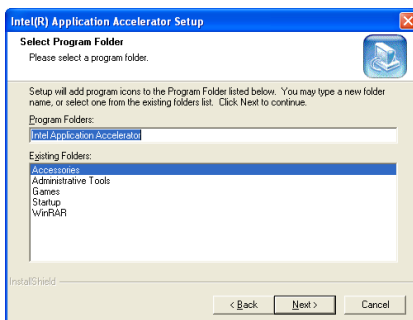 Intel(R) Application Accelerator Setup
Select Program Folder
Please select a program folder.
Setup will add program icons to the Program Folder listed below. You may type a new folder
name, or select one from the existing folders list. Click Next to continue.
Program Folders:
Intel Application Accelerator
Existing Folders:
Accessories
Administrative Tools
Games
Startup
WinRAR
InstallShield
< Back
Next >
Cancel